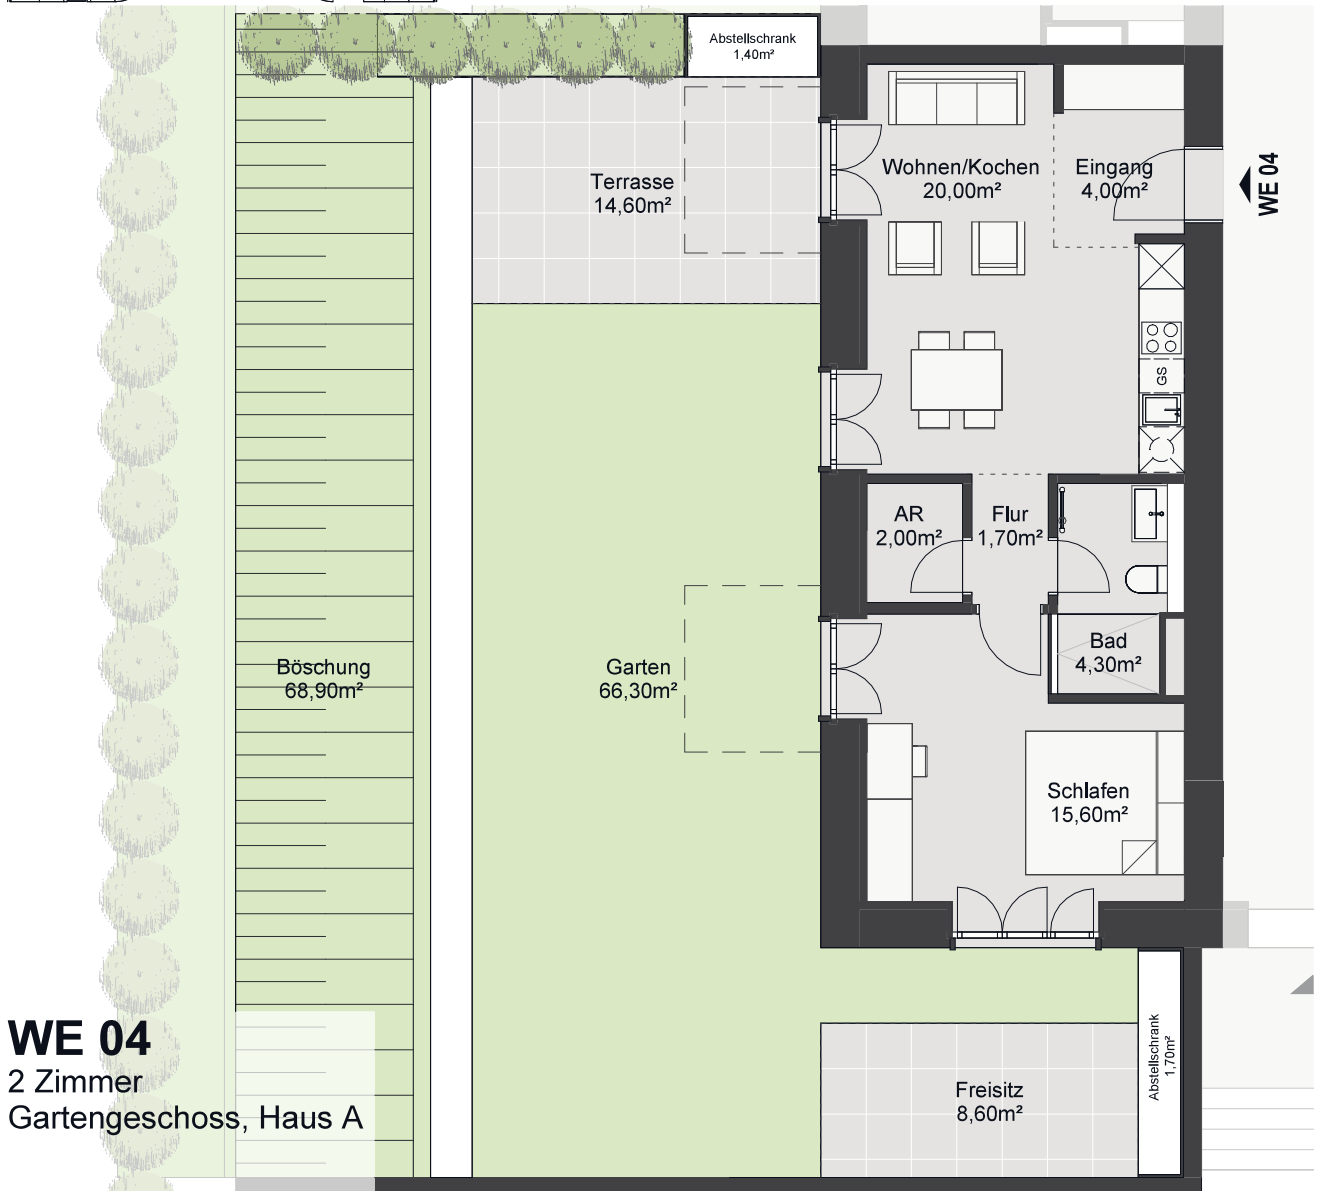 Abstellschrank
1,40m²
Terrasse
14,60m²
Wohnen/Kochen
20,00m²
Eingang
4,00m²
WE 04
GS
AR
2,00m²
Flur
1,70m²
Böschung
68,90m²
Garten
66,30m²
Bad
4,30m²
Schlafen
15,60m²
WE 04
2 Zimmer
Gartengeschoss, Haus A
Freisitz
8,60m²
Abstellschrank
1,70m²